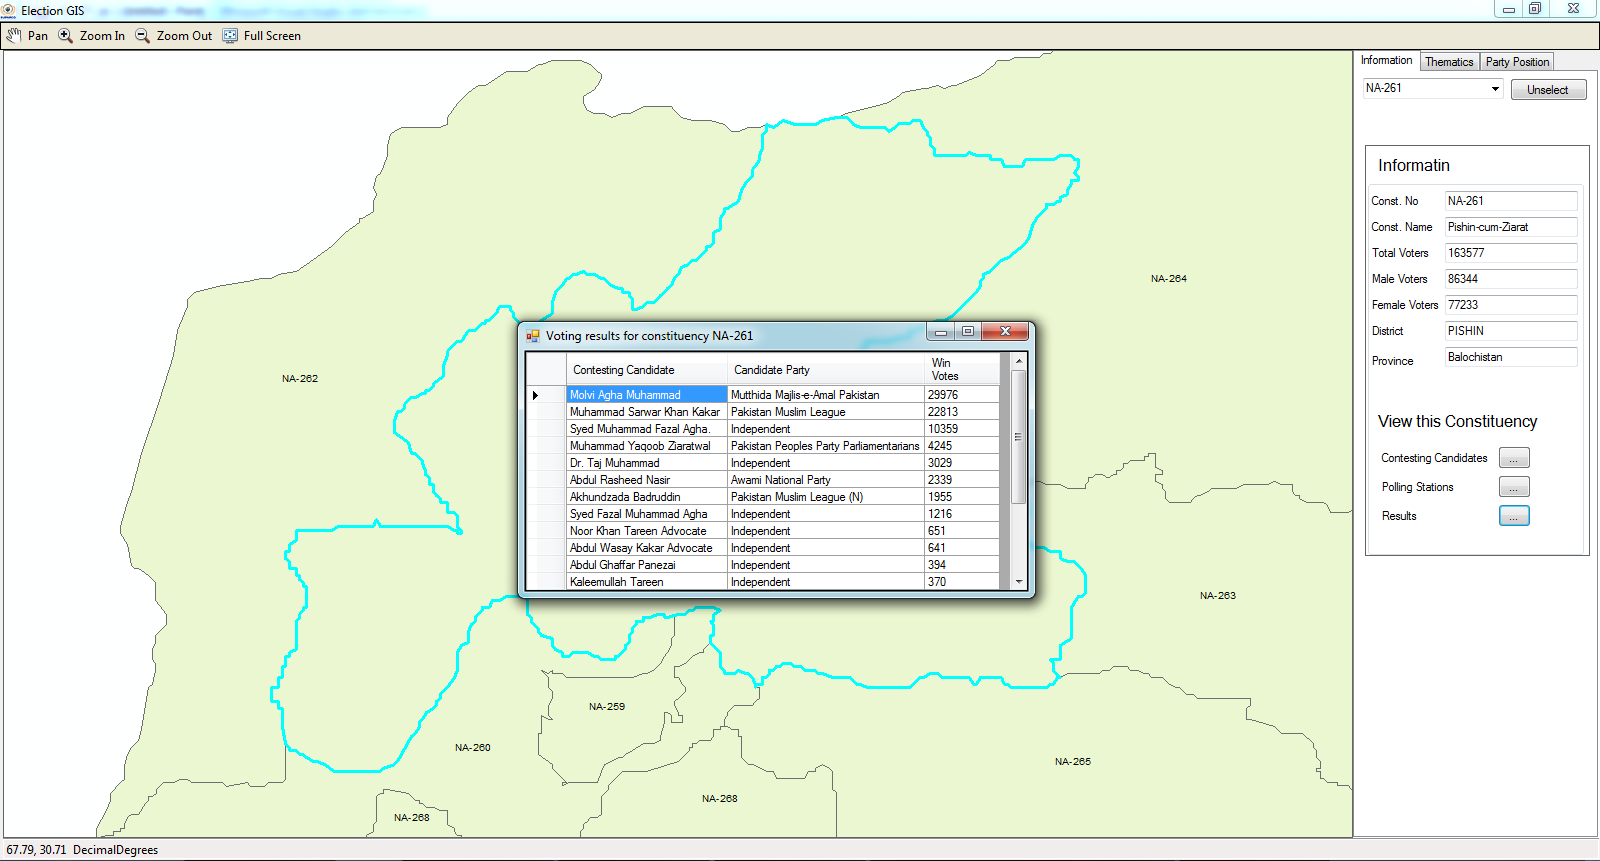 Election GIS
Pan Zoom In Zoom Out Full Screen
Information Thematics Party Position
NA-261 Unselect
Informatin
Const. No NA-261
Const. Name Pishin-cum-Ziarat
Total Voters 163577
Male Voters 86344
Female Voters 77233
District PISHIN
Province Balochistan
View this Constituency
Contesting Candidates ...
Polling Stations ...
Results ...
NA-264
NA-262
Voting results for constituency NA-261
Contesting Candidate Candidate Party Win Votes
Molvi Agha Muhammad Mutthida Majlis-e-Amal Pakistan 29976
Muhammad Sarwar Khan Kakar Pakistan Muslim League 22813
Syed Muhammad Fazal Agha. Independent 10359
Muhammad Yaqoob Ziaratwal Pakistan Peoples Party Parliamentarians 4245
Dr. Taj Muhammad Independent 3029
Abdul Rasheed Nasir Awami National Party 2339
Akhundzada Badruddin Pakistan Muslim League (N) 1955
Syed Fazal Muhammad Agha Independent 1216
Noor Khan Tareen Advocate Independent 651
Abdul Wasay Kakar Advocate Independent 641
Abdul Ghaffar Panezai Independent 394
Kaleemullah Tareen Independent 370
NA-263
NA-259
NA-260
NA-265
NA-268
NA-268
67.79, 30.71 DecimalDegrees